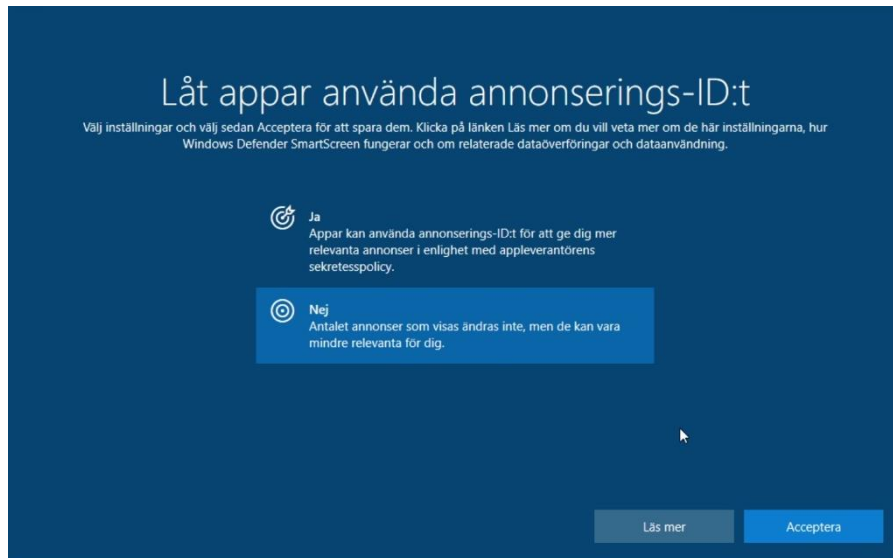 Låt appar använda annonserings-ID:t
Välj inställningar och välj sedan Acceptera för att spara dem. Klicka på länken Läs mer om du vill veta mer om de här inställningarna, hur
Windows Defender SmartScreen fungerar och om relaterade dataöverföringar och dataanvändning.
Ja
Appar kan använda annonserings-ID:t för att ge dig mer
relevanta annonser i enlighet med appleverantörens
sekretesspolicy.
Nej
Antalet annonser som visas ändras inte, men de kan vara
mindre relevanta för dig.
Läs mer
Acceptera